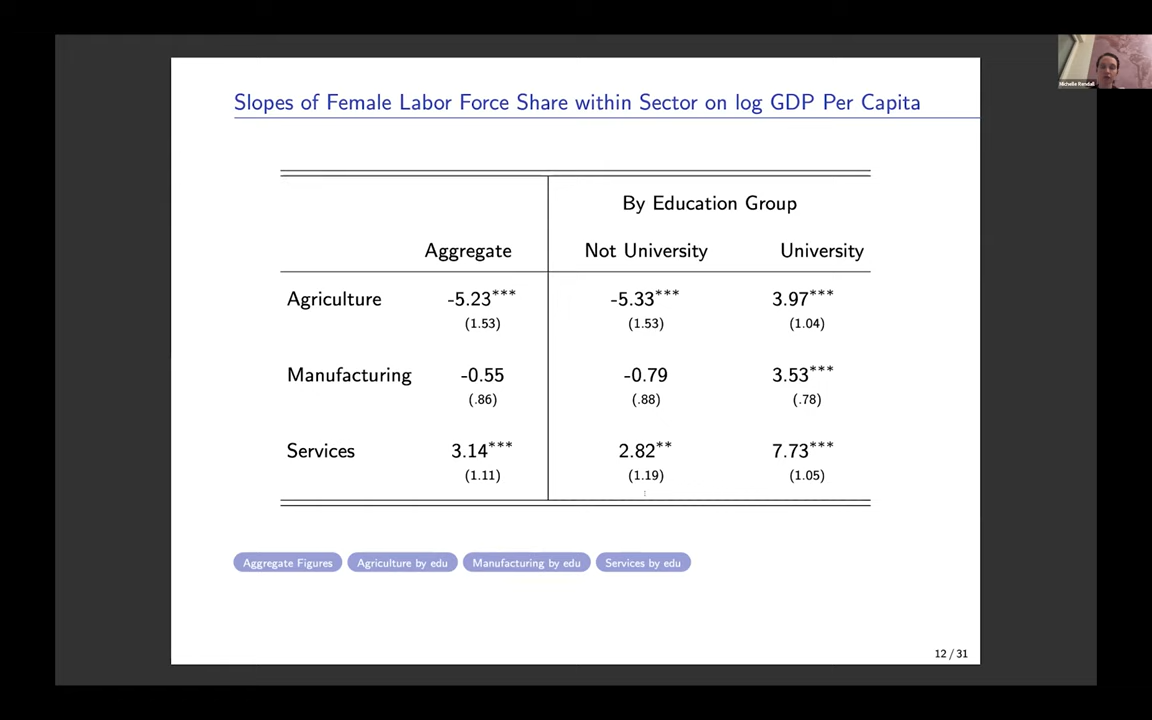 Slopes of Female Labor Force Share within Sector on log GDP Per Capita
By Education Group
Aggregate Not University University
Agriculture -5.23*** -5.33*** 3.97***
(1.53) (1.53) (1.04)
Manufacturing -0.55 -0.79 3.53***
(.86) (.88) (.78)
Services 3.14*** 2.82** 7.73***
(1.11) (1.19) (1.05)
Aggregate Figures Agriculture by edu Manufacturing by edu Services by edu
12 / 31
Michelle Rendall